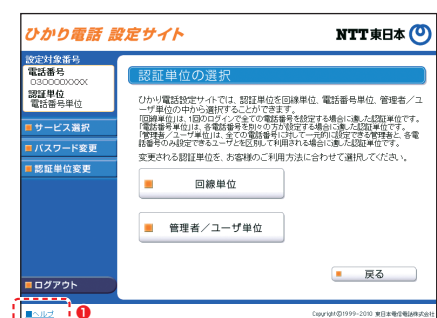 ひかり電話 設定サイト
NTT東日本
設定対象番号
電話番号
030000XXXX
認証単位
電話番号単位
サービス選択
パスワード変更
認証単位変更
ログアウト
ヘルプ
1
認証単位の選択
ひかり電話設定サイトでは、認証単位を回線単位、電話番号単位、管理者／ユ
ーザ単位の中から選択することができます。
「回線単位」は、1回のログインで全ての電話番号を設定する場合に適した認証単位です。
「電話番号単位」は、各電話番号を別々の方が設定する場合に適した認証単位です。
「管理者／ユーザ単位」は、全ての電話番号に対して一元的に設定できる管理者と、各電
話番号のみ設定できるユーザとを区別して利用される場合に適した認証単位です。
変更される認証単位を、お客様のご利用方法に合わせて選択してください。
回線単位
管理者／ユーザ単位
戻る
Copyright©1999-2010 東日本電信電話株式会社